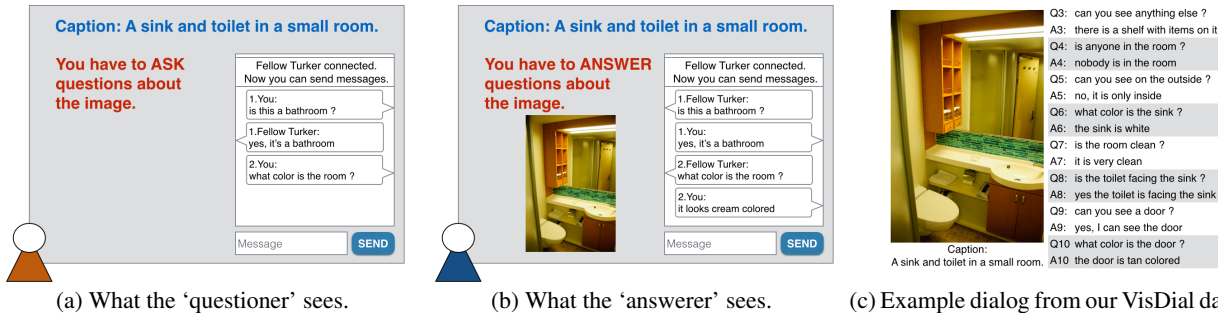 Caption: A sink and toilet in a small room.
You have to ASK
questions about
the image.
Fellow Turker connected.
Now you can send messages.
1.You:
is this a bathroom ?
1.Fellow Turker:
yes, it's a bathroom
2.You:
what color is the room ?
Message
SEND
(a) What the ‘questioner’ sees.
Caption: A sink and toilet in a small room.
You have to ANSWER
questions about
the image.
Fellow Turker connected.
Now you can send messages.
1.Fellow Turker:
is this a bathroom ?
1.You:
yes, it's a bathroom
2.Fellow Turker:
what color is the room ?
2.You:
it looks cream colored
Message
SEND
(b) What the ‘answerer’ sees.
Caption:
A sink and toilet in a small room.
Q3: can you see anything else ?
A3: there is a shelf with items on it
Q4: is anyone in the room ?
A4: nobody is in the room
Q5: can you see on the outside ?
A5: no, it is only inside
Q6: what color is the sink ?
A6: the sink is white
Q7: is the room clean ?
A7: it is very clean
Q8: is the toilet facing the sink ?
A8: yes the toilet is facing the sink
Q9: can you see a door ?
A9: yes, I can see the door
Q10 what color is the door ?
A10 the door is tan colored
(c) Example dialog from our VisDial da